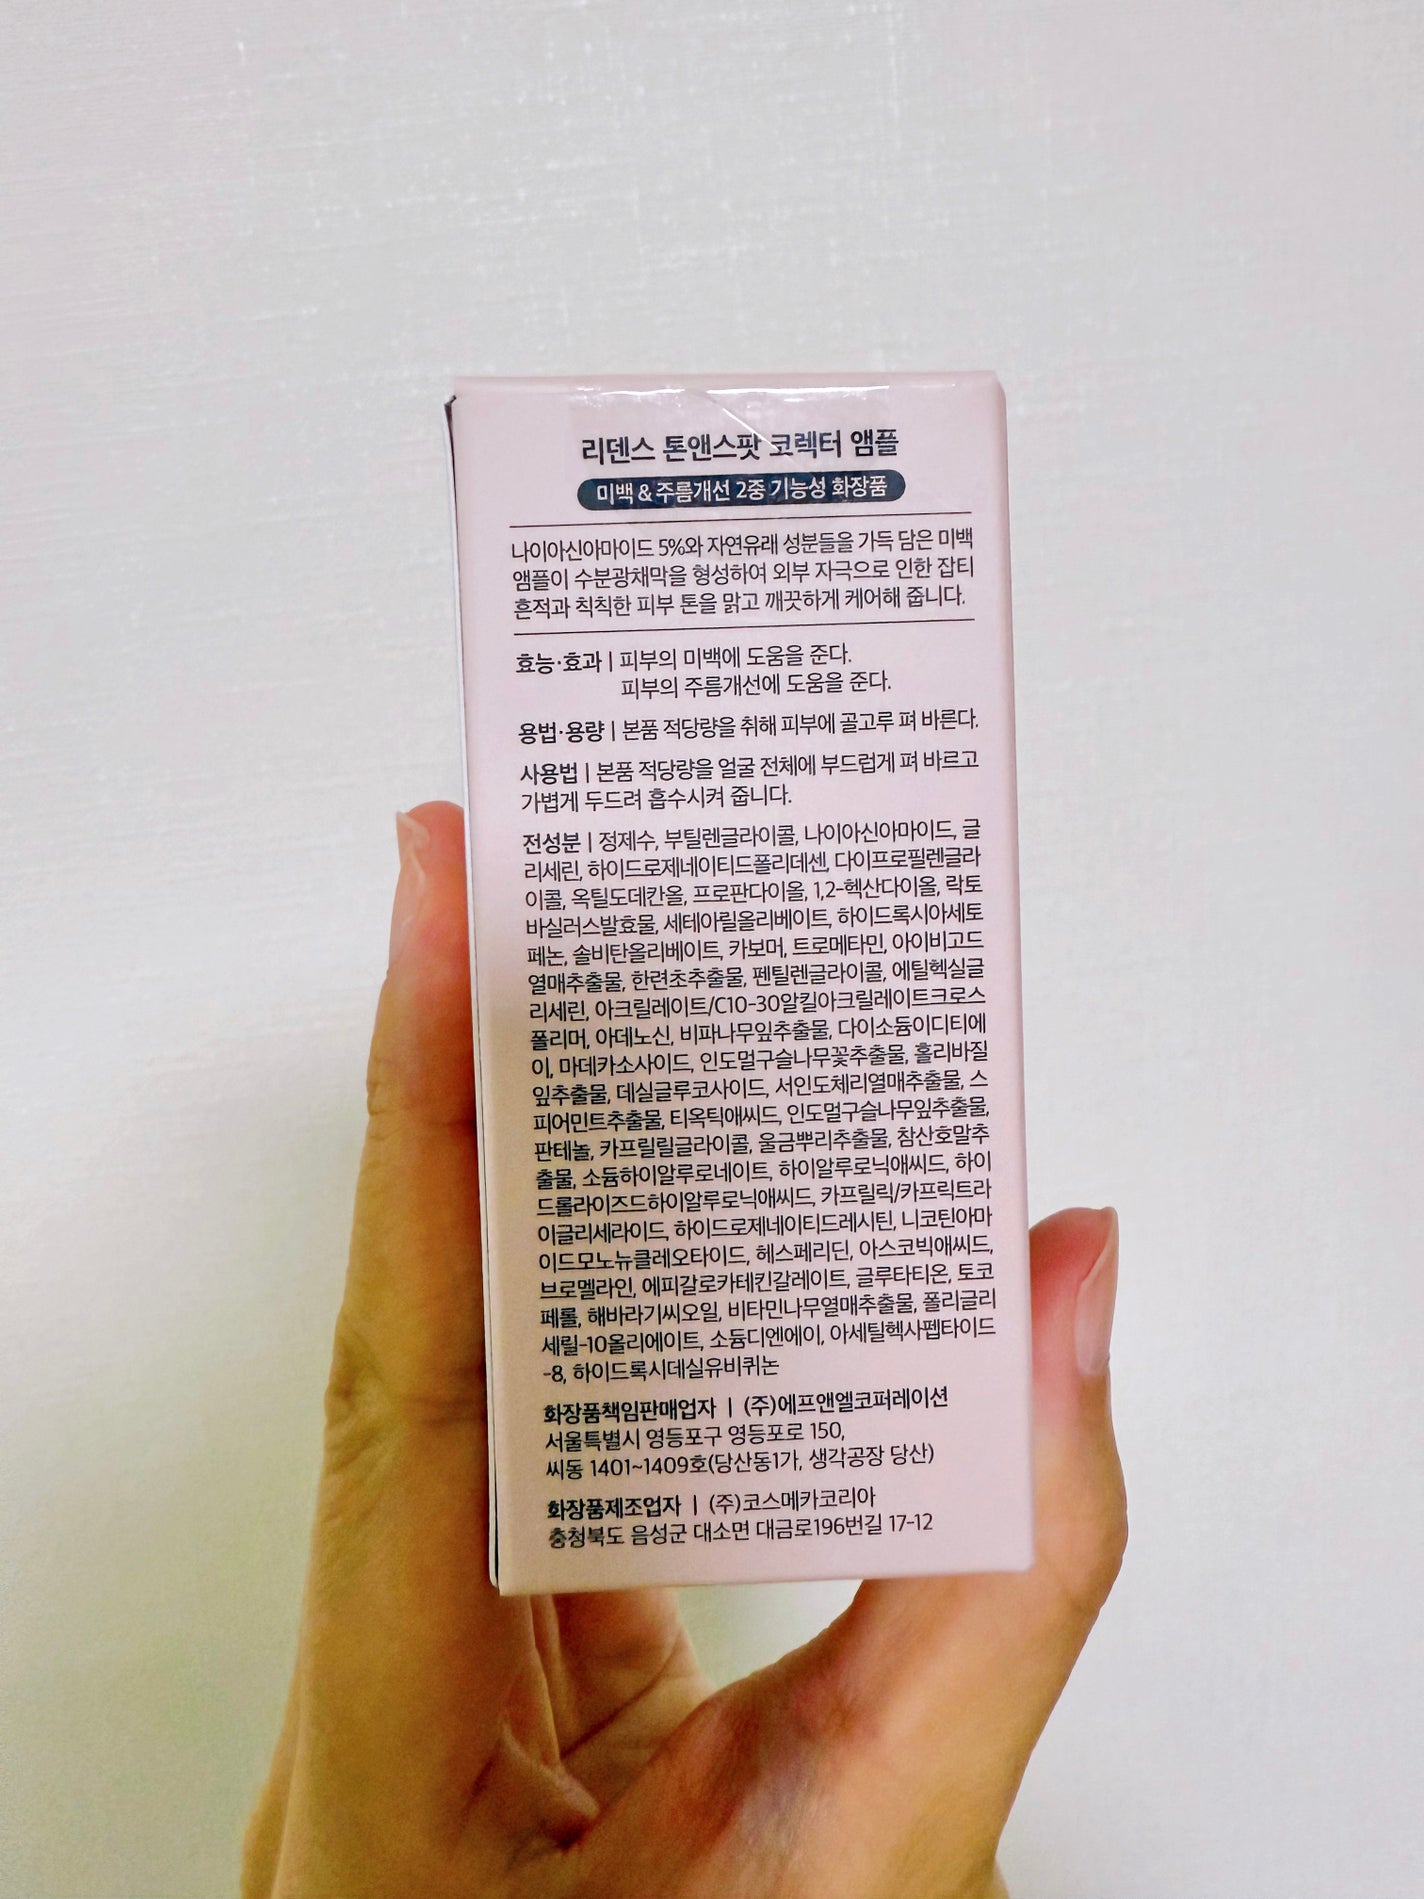 리덴스 톤앤스팟 코렉터 앰플
미백 & 주름개선 2중 기능성 화장품
나이아신아마이드 5%와 자연유래 성분들을 가득 담은 미백
앰플이 수분광채막을 형성하여 외부 자극으로 인한 잡티
흔적과 칙칙한 피부 톤을 맑고 깨끗하게 케어해 줍니다.
효능·효과 | 피부의 미백에 도움을 준다.
피부의 주름개선에 도움을 준다.
용법·용량 | 본품 적당량을 취해 피부에 골고루 펴 바른다.
사용법 | 본품 적당량을 얼굴 전체에 부드럽게 펴 바르고
가볍게 두드려 흡수시켜 줍니다.
전성분 | 정제수, 부틸렌글라이콜, 나이아신아마이드, 글
리세린, 하이드로제네이티드폴리데센, 다이프로필렌글라
이콜, 옥틸도데칸올, 프로판다이올, 1,2-헥산다이올, 락토
바실러스발효물, 세테아릴올리베이트, 하이드록시아세토
페논, 솔비탄올리베이트, 카보머, 트로메타민, 아이비고드
열매추출물, 한련초추출물, 펜틸렌글라이콜, 에틸헥실글
리세린, 아크릴레이트/C10-30알킬아크릴레이트크로스
폴리머, 아데노신, 비파나무잎추출물, 다이소듐이디티에
이, 마데카소사이드, 인도멀구슬나무꽃추출물, 홀리바질
잎추출물, 데실글루코사이드, 서인도체리열매추출물, 스
피어민트추출물, 티옥틱애씨드, 인도멀구슬나무잎추출물,
판테놀, 카프릴릴글라이콜, 울금뿌리추출물, 참산호말추
출물, 소듐하이알루로네이트, 하이알루로닉애씨드, 하이
드롤라이즈드하이알루로닉애씨드, 카프릴릭/카프릭트라
이글리세라이드, 하이드로제네이티드레시틴, 니코틴아마
이드모노뉴클레오타이드, 헤스페리딘, 아스코빅애씨드,
브로멜라인, 에피갈로카테킨갈레이트, 글루타티온, 토코
페롤, 해바라기씨오일, 비타민나무열매추출물, 폴리글리
세릴-10올리에이트, 소듐디엔에이, 아세틸헥사펩타이드
-8, 하이드록시데실유비퀴논
화장품책임판매업자 | (주)에프앤엘코퍼레이션
서울특별시 영등포구 영등포로 150,
씨동 1401~1409호(당산동1가, 생각공장 당산)
화장품제조업자 | (주)코스메카코리아
충청북도 음성군 대소면 대금로196번길 17-12